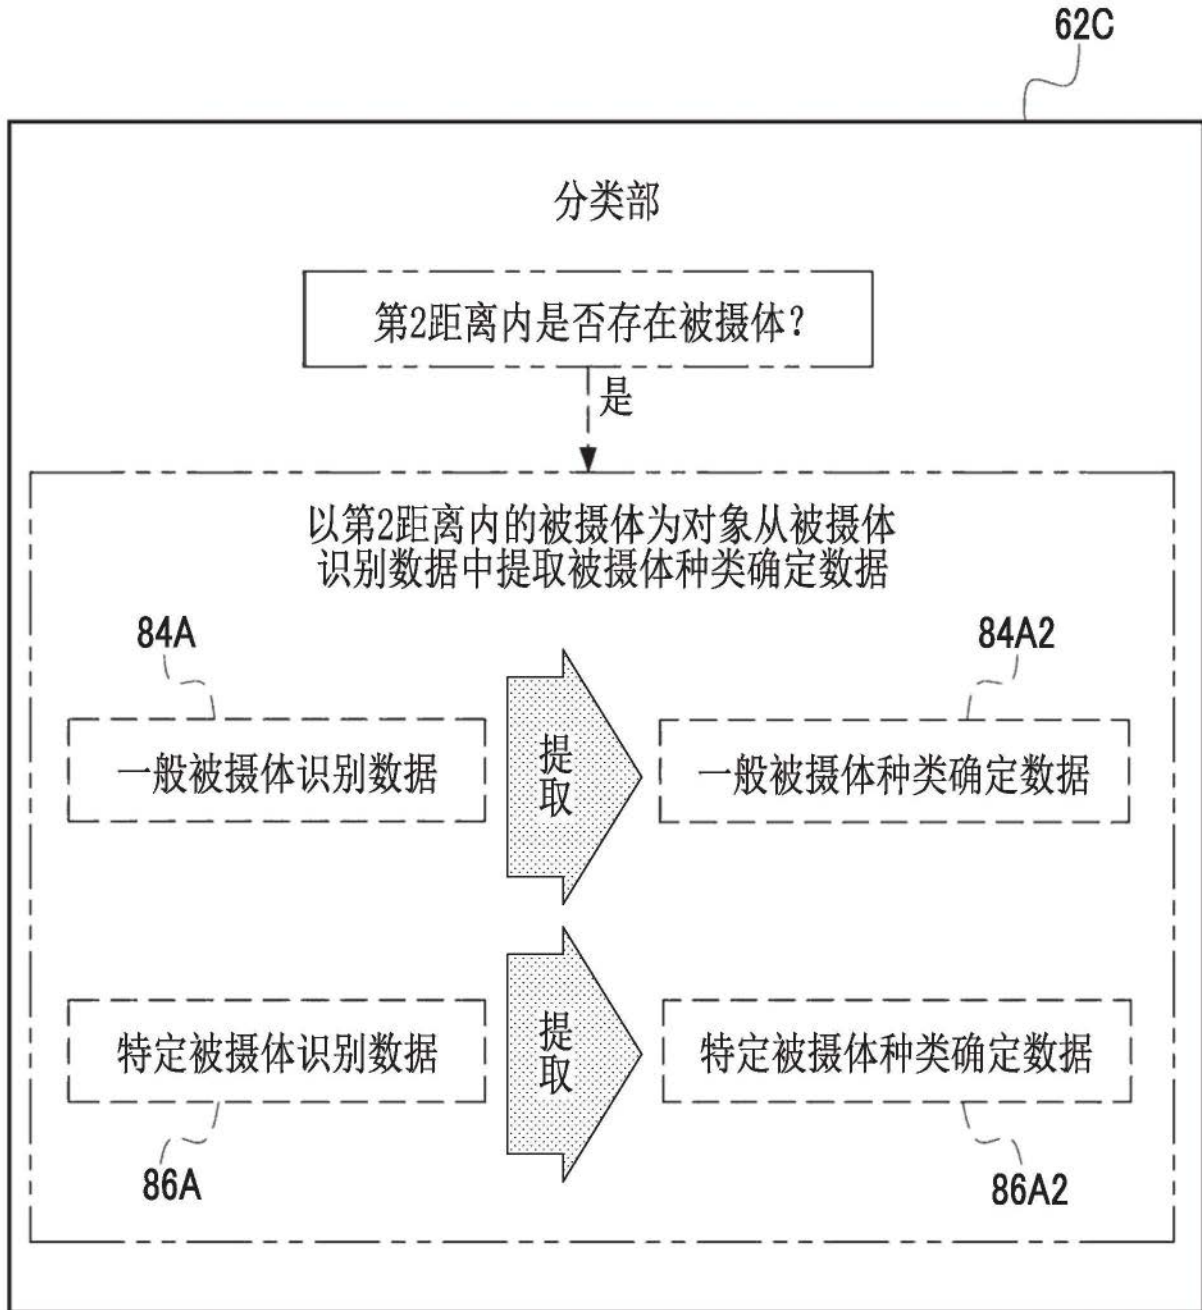 62C
分类部
第2距离内是否存在被摄体？
是
以第2距离内的被摄体为对象从被摄体
识别数据中提取被摄体种类确定数据
84A
84A2
一般被摄体识别数据
提取
一般被摄体种类确定数据
特定被摄体识别数据
提取
特定被摄体种类确定数据
86A
86A2